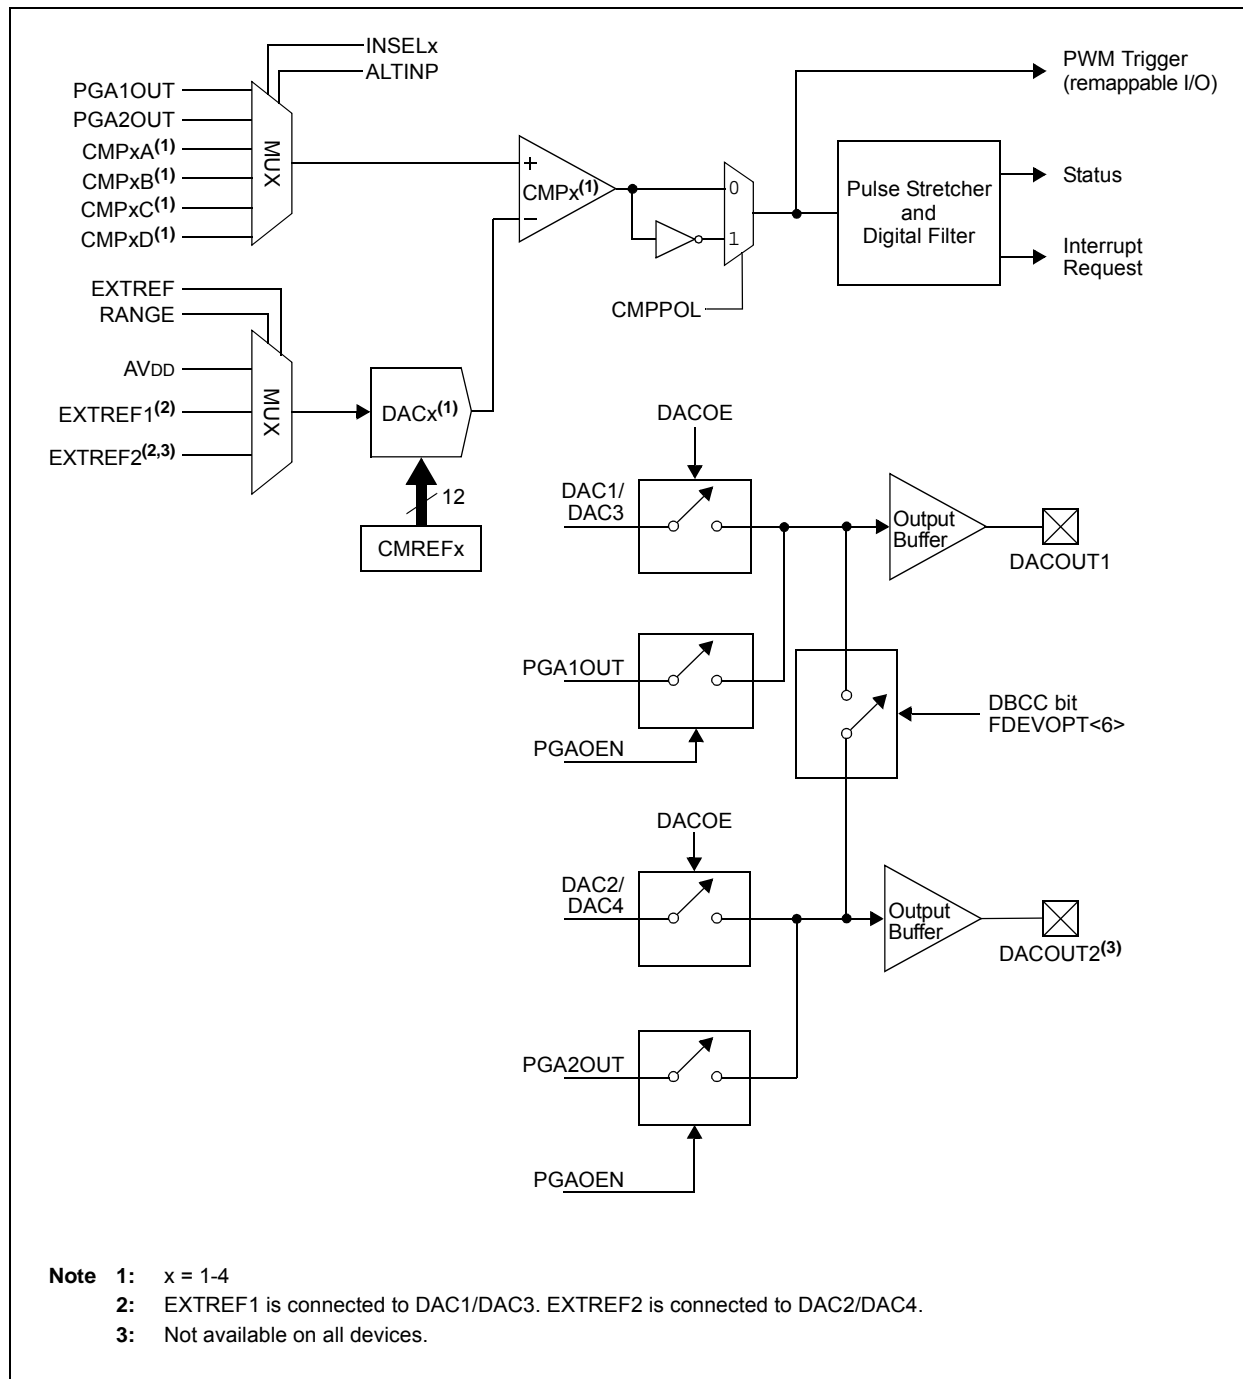 INSELx
ALTINP
PGA1OUT
PGA2OUT
CMPxA(1)
CMPxB(1)
CMPxC(1)
CMPxD(1)
MUX
+
CMPx(1)
–
0
1
CMPPOL
PWM Trigger
(remappable I/O)
Pulse Stretcher
and
Digital Filter
Status
Interrupt
Request
EXTREF
RANGE
AVDD
EXTREF1(2)
EXTREF2(2,3)
MUX
DACx(1)
12
CMREFx
DACOE
DAC1/
DAC3
Output
Buffer
DACOUT1
PGA1OUT
PGAOEN
DBCC bit
FDEVOPT<6>
DACOE
DAC2/
DAC4
Output
Buffer
DACOUT2(3)
PGA2OUT
PGAOEN
Note 1: x = 1-4
2: EXTREF1 is connected to DAC1/DAC3. EXTREF2 is connected to DAC2/DAC4.
3: Not available on all devices.